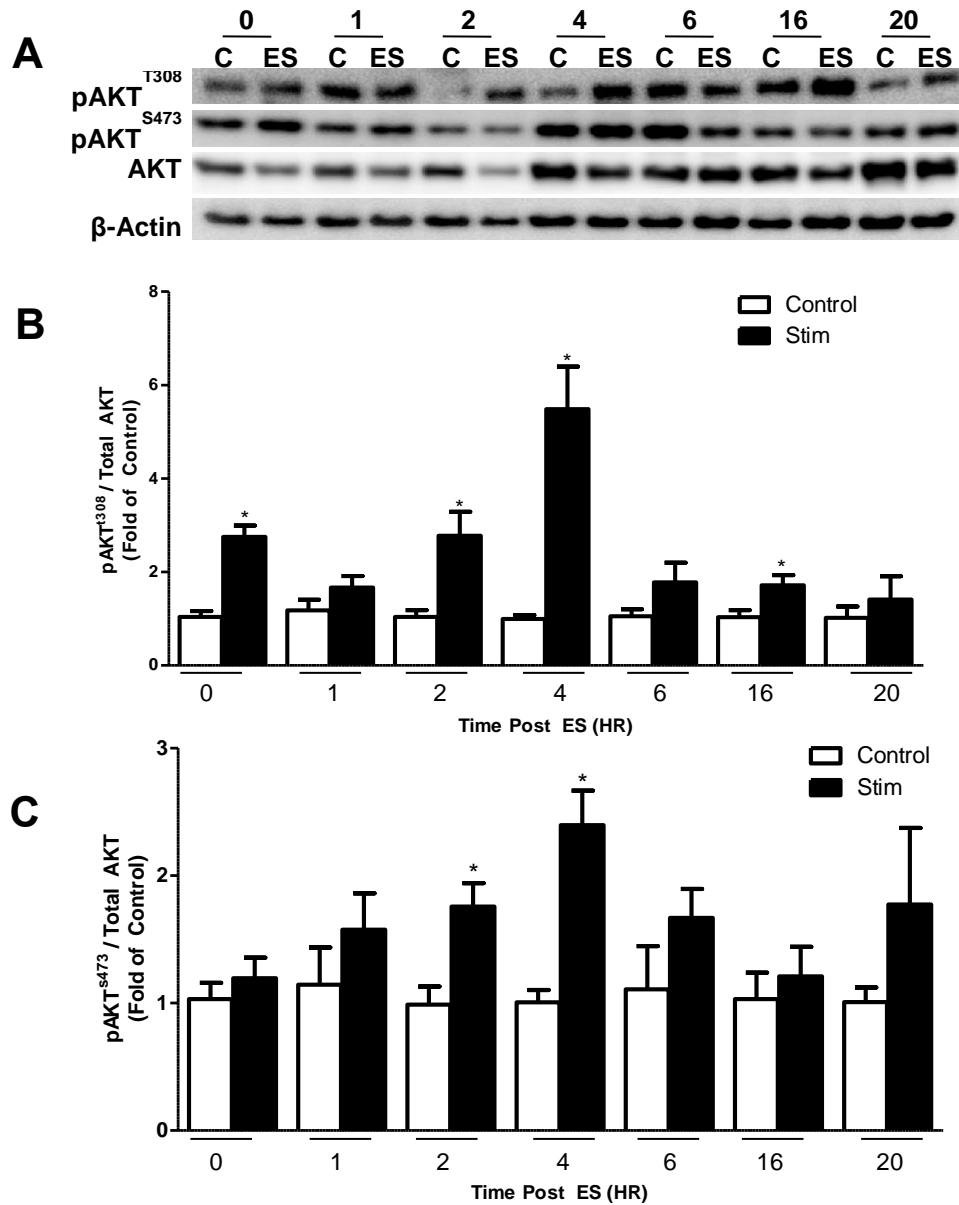 A
0 1 2 4 6 16 20
C ES C ES C ES C ES C ES C ES C ES
pAKT T308
pAKT S473
AKT
β-Actin
B
8
6
4
2
0
pAKT t308 / Total AKT
(Fold of Control)
Control
Stim
* * * *
0 1 2 4 6 16 20
Time Post ES (HR)
C
3
2
1
0
pAKT s473 / Total AKT
(Fold of Control)
Control
Stim
* *
0 1 2 4 6 16 20
Time Post ES (HR)